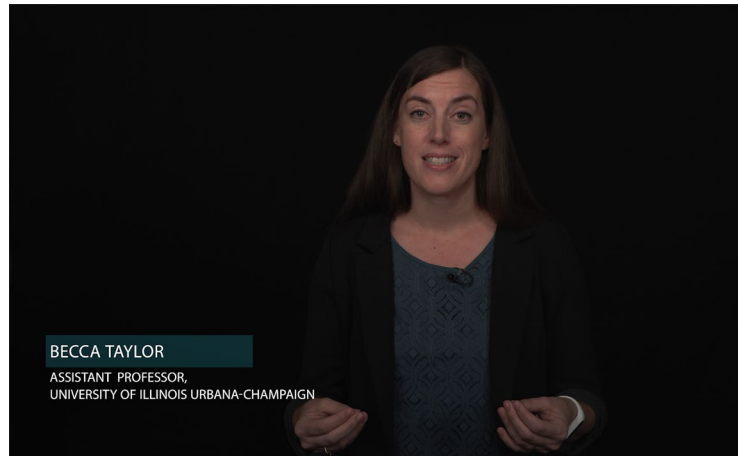 BECCA TAYLOR
ASSISTANT PROFESSOR,
UNIVERSITY OF ILLINOIS URBANA-CHAMPAIGN